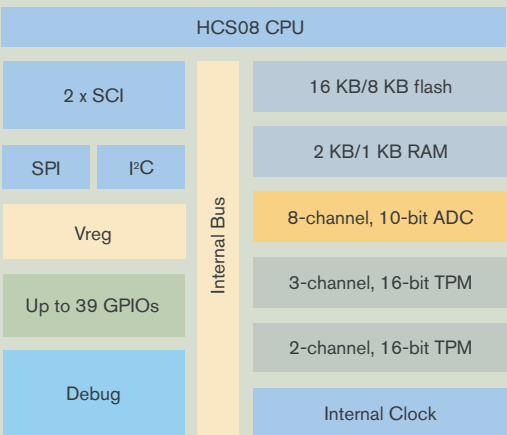 HCS08 CPU
2 x SCI
SPI
I²C
Vreg
Up to 39 GPIOs
Debug
Internal Bus
16 KB/8 KB flash
2 KB/1 KB RAM
8-channel, 10-bit ADC
3-channel, 16-bit TPM
2-channel, 16-bit TPM
Internal Clock